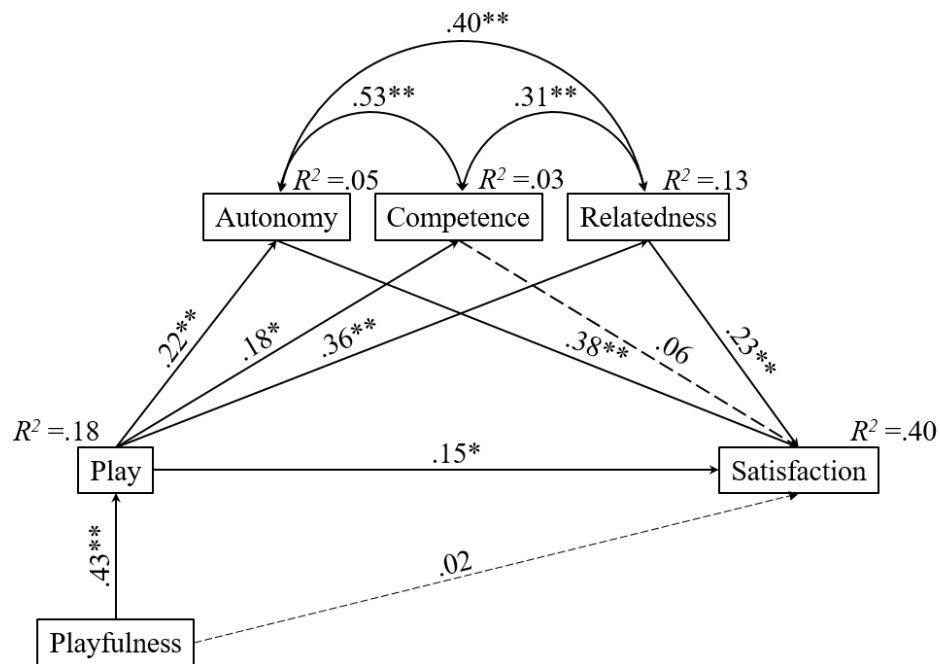 .40**
.53**
.31**
R² =.05
R² =.03
R² =.13
Autonomy
Competence
Relatedness
.22**
.18*
.36**
.38**
.06
.23**
R² =.18
R² =.40
Play
.15*
Satisfaction
.43**
.02
Playfulness